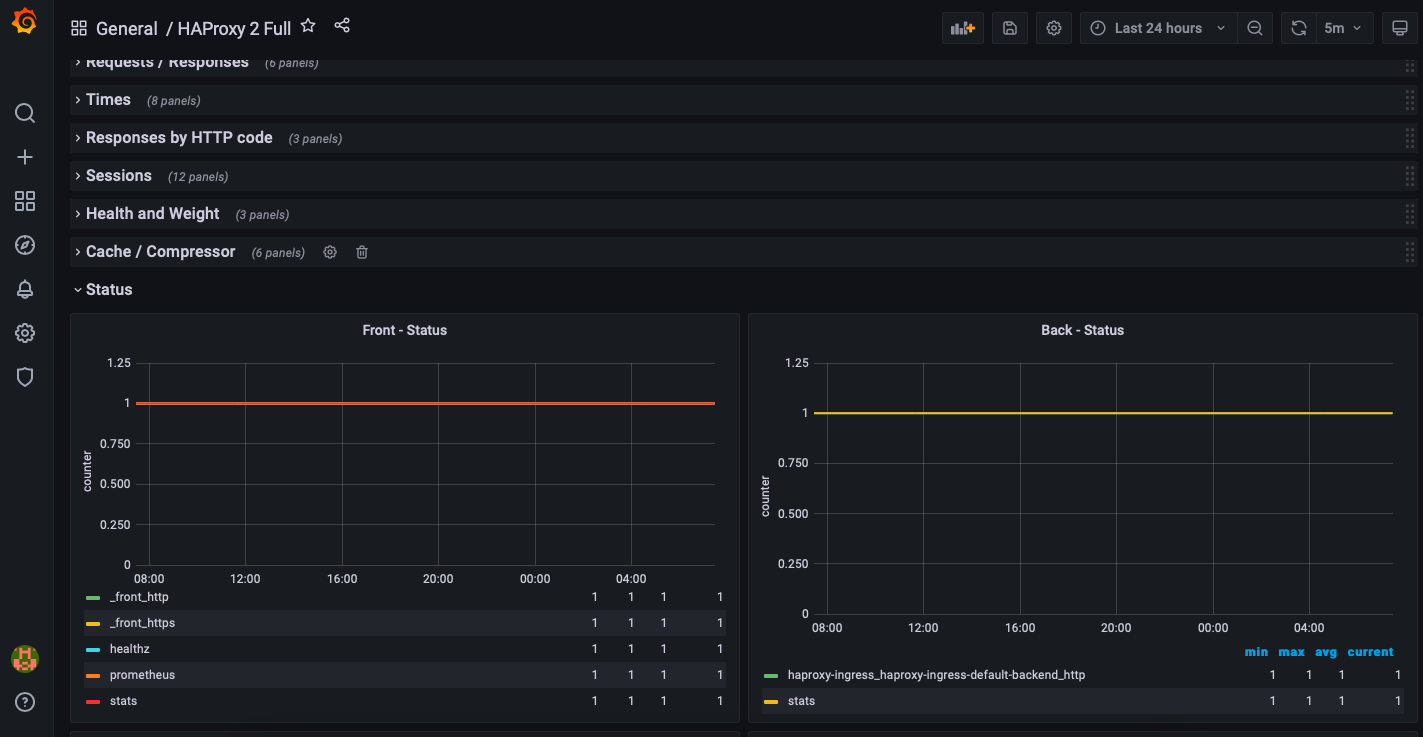 General / HAProxy 2 Full
Last 24 hours
5m
Requests / Responses (6 panels)
Times (8 panels)
Responses by HTTP code (3 panels)
Sessions (12 panels)
Health and Weight (3 panels)
Cache / Compressor (6 panels)
Status
Front - Status
counter
1.25
1
0.750
0.500
0.250
0
08:00 12:00 16:00 20:00 00:00 04:00
_front_http 1 1 1 1
_front_https 1 1 1 1
healthz 1 1 1 1
prometheus 1 1 1 1
stats 1 1 1 1
Back - Status
counter
1.25
1
0.750
0.500
0.250
0
08:00 12:00 16:00 20:00 00:00 04:00
min max avg current
haproxy-ingress_haproxy-ingress-default-backend_http 1 1 1 1
stats 1 1 1 1